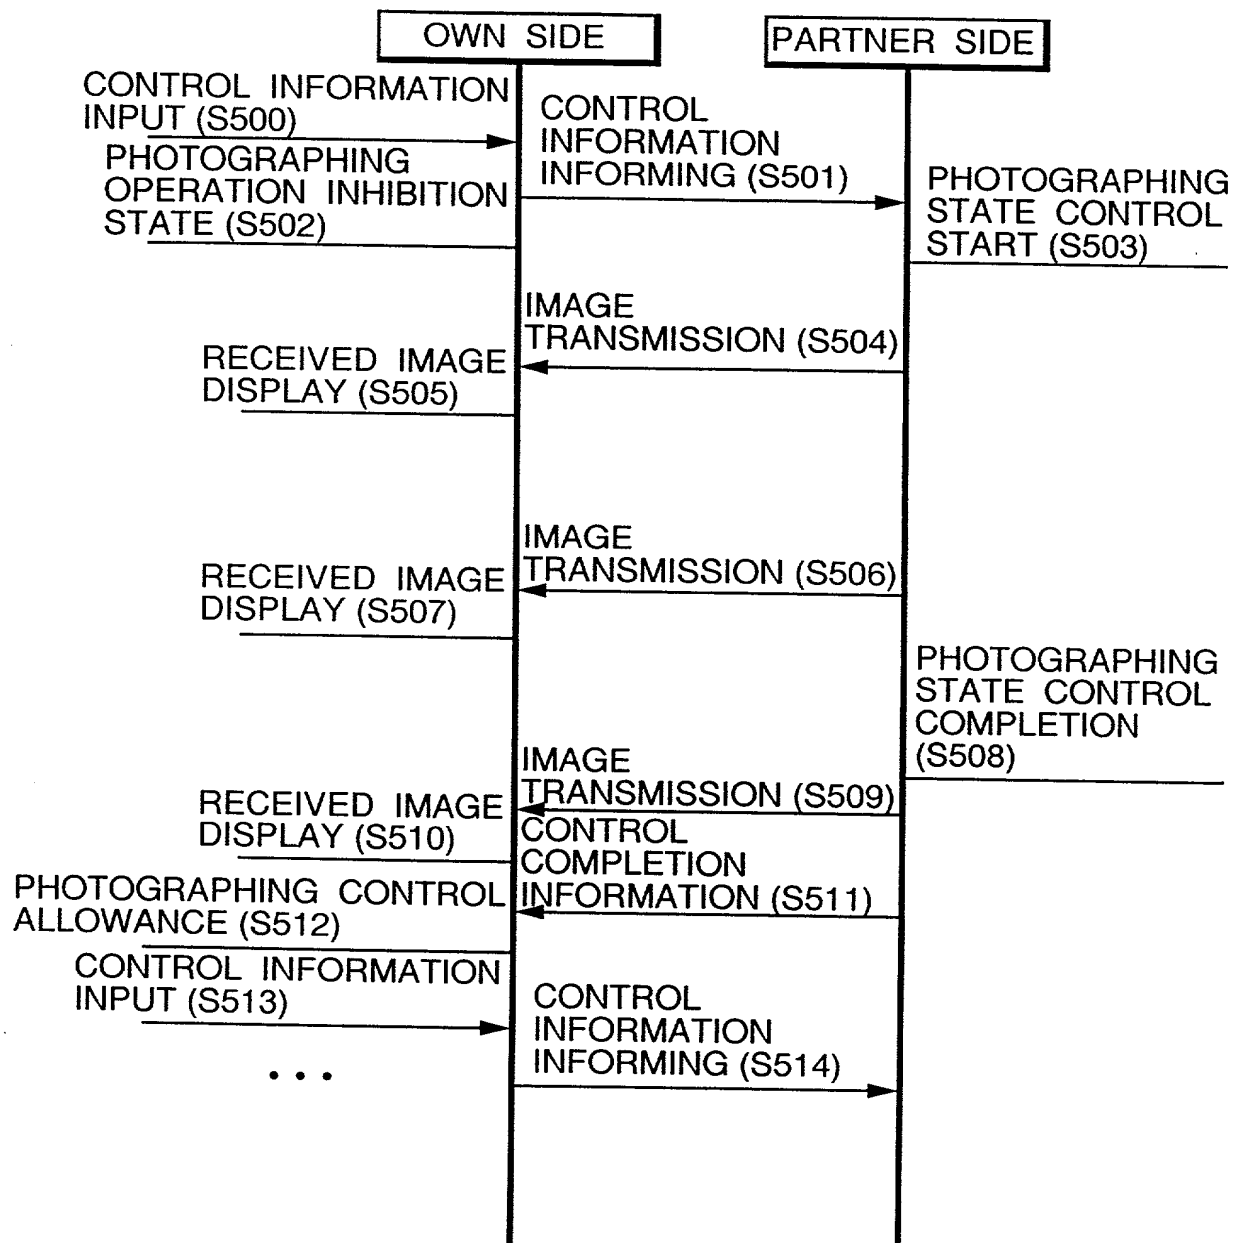 OWN SIDE
PARTNER SIDE
CONTROL INFORMATION
INPUT (S500)
CONTROL
INFORMATION
INFORMING (S501)
PHOTOGRAPHING
OPERATION INHIBITION
STATE (S502)
PHOTOGRAPHING
STATE CONTROL
START (S503)
IMAGE
TRANSMISSION (S504)
RECEIVED IMAGE
DISPLAY (S505)
IMAGE
TRANSMISSION (S506)
RECEIVED IMAGE
DISPLAY (S507)
PHOTOGRAPHING
STATE CONTROL
COMPLETION
(S508)
IMAGE
TRANSMISSION (S509)
RECEIVED IMAGE
DISPLAY (S510)
CONTROL
COMPLETION
INFORMATION (S511)
PHOTOGRAPHING CONTROL
ALLOWANCE (S512)
CONTROL INFORMATION
INPUT (S513)
CONTROL
INFORMATION
INFORMING (S514)
• • •